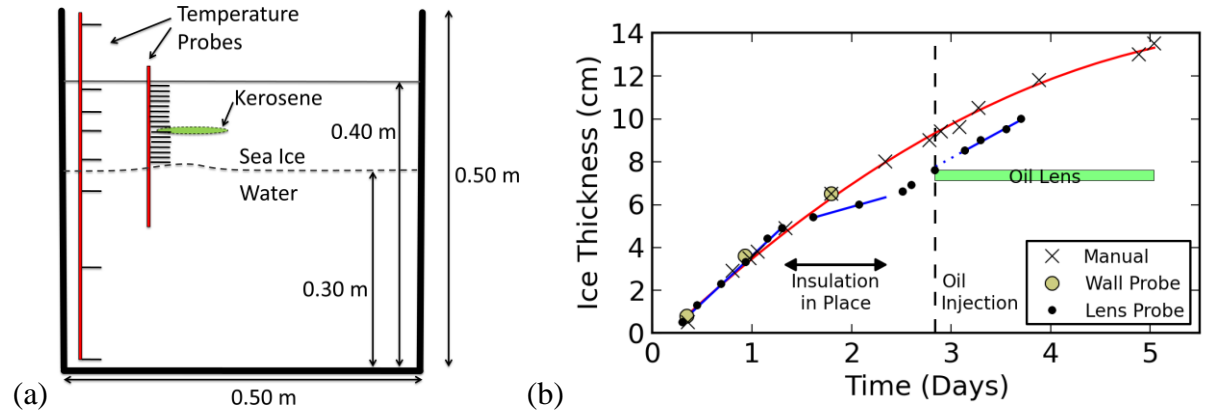 Temperature
Probes
Kerosene
0.40 m
Sea Ice
Water
0.50 m
0.30 m
0.50 m
(a)
(b)
Ice Thickness (cm)
14
12
10
8
6
4
2
0
Oil Lens
Insulation
in Place
Oil
Injection
Manual
Wall Probe
Lens Probe
0 1 2 3 4 5
Time (Days)